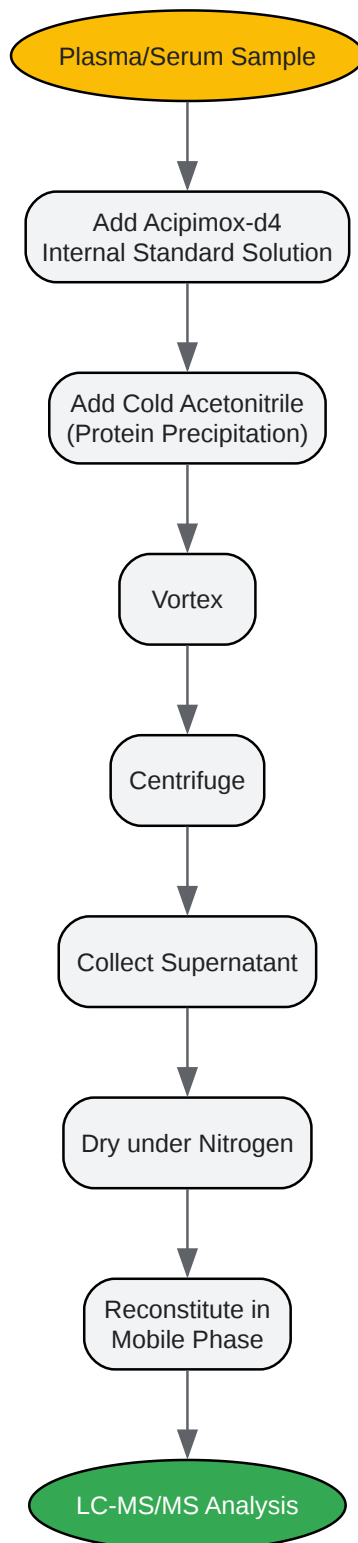 Plasma/Serum Sample
Add Acipimox-d4
Internal Standard Solution
Add Cold Acetonitrile
(Protein Precipitation)
Vortex
Centrifuge
Collect Supernatant
Dry under Nitrogen
Reconstitute in
Mobile Phase
LC-MS/MS Analysis